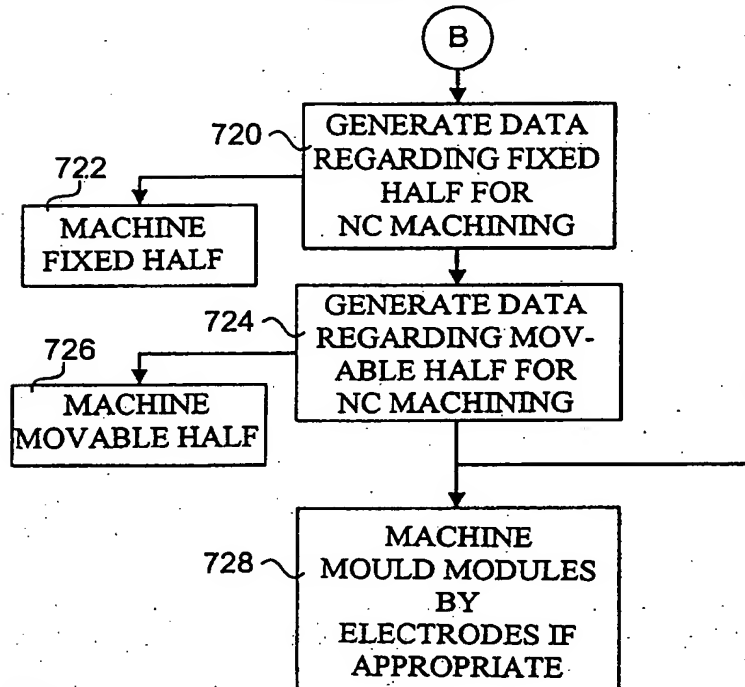 B
720
GENERATE DATA
REGARDING FIXED
HALF FOR
NC MACHINING
722
MACHINE
FIXED HALF
724
GENERATE DATA
REGARDING MOV-
ABLE HALF FOR
NC MACHINING
726
MACHINE
MOVABLE HALF
728
MACHINE
MOULD MODULES
BY
ELECTRODES IF
APPROPRIATE